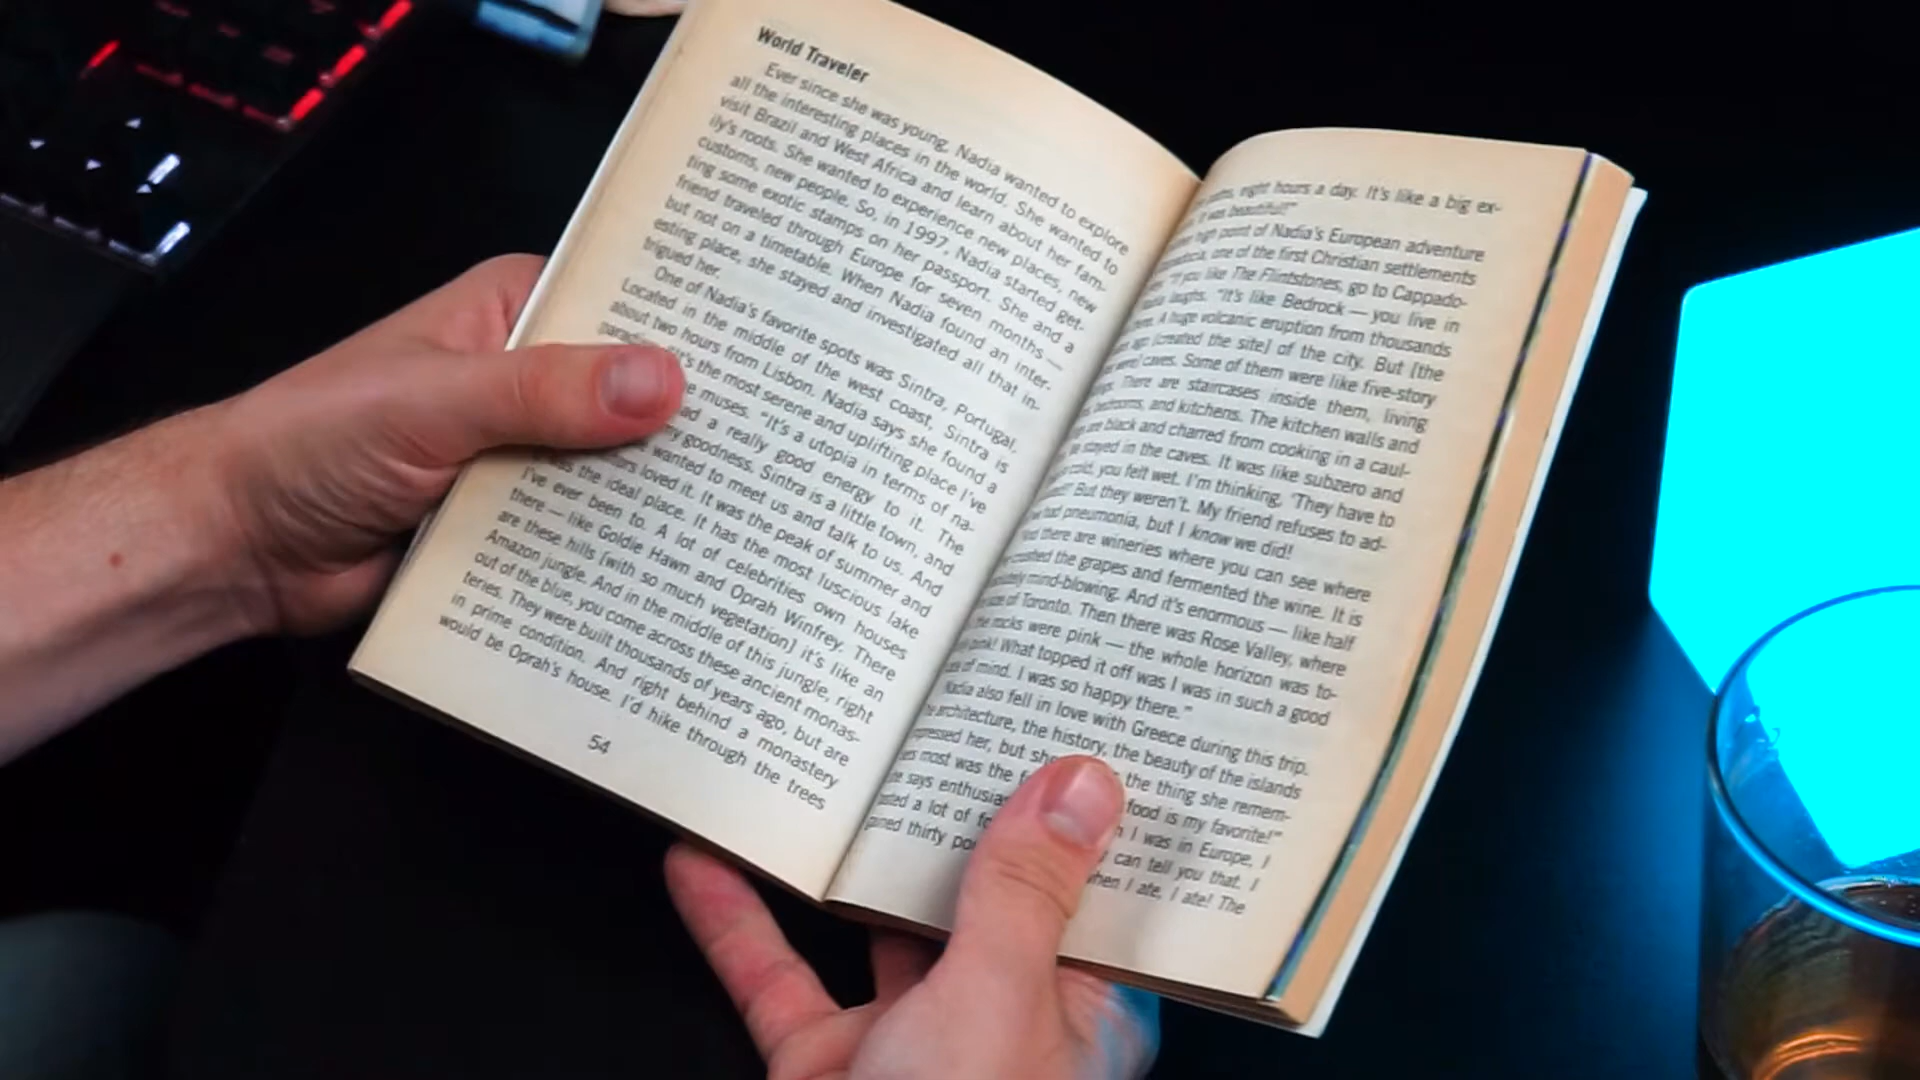 World Traveler
Ever since she was young, Nadia wanted to explore
all the interesting places in the world. She wanted to
visit Brazil and West Africa and learn about her fam-
ily's roots. She wanted to experience new places, new
customs, new people. So, in 1997, Nadia started get-
ting some exotic stamps on her passport. She and a
friend traveled through Europe for seven months —
but not on a timetable. When Nadia found an inter-
esting place, she stayed and investigated all that in-
trigued her.
One of Nadia's favorite spots was Sintra, Portugal.
Located in the middle of the west coast, Sintra is
about two hours from Lisbon. Nadia says she found a
it's the most serene and uplifting place I've
muses. "It's a utopia in terms of na-
a really good energy to it. The
goodness. Sintra is a little town, and
wanted to meet us and talk to us. And
loved it. It was the peak of summer and
the ideal place. It has the most luscious lake
I've ever been to. A lot of celebrities own houses
there — like Goldie Hawn and Oprah Winfrey. There
are these hills [with so much vegetation] it's like an
Amazon jungle. And in the middle of this jungle, right
out of the blue, you come across these ancient monas-
teries. They were built thousands of years ago, but are
in prime condition. And right behind a monastery
would be Oprah's house. I'd hike through the trees
54
eight hours a day. It's like a big ex-
it was beautiful!"
high point of Nadia's European adventure
one of the first Christian settlements
"If you like The Flintstones, go to Cappado-
laughs. "It's like Bedrock — you live in
A huge volcanic eruption from thousands
ago [created the site] of the city. But [the
caves. Some of them were like five-story
There are staircases inside them, living
bedrooms, and kitchens. The kitchen walls and
are black and charred from cooking in a caul-
stayed in the caves. It was like subzero and
cold, you felt wet. I'm thinking, 'They have to
But they weren't. My friend refuses to ad-
had pneumonia, but I know we did!
there are wineries where you can see where
the grapes and fermented the wine. It is
mind-blowing. And it's enormous — like half
of Toronto. Then there was Rose Valley, where
rocks were pink — the whole horizon was to-
pink! What topped it off was I was in such a good
of mind. I was so happy there."
Nadia also fell in love with Greece during this trip.
architecture, the history, the beauty of the islands
her, but she the thing she remem-
most was the food is my favorite!"
says I was in Europe, I
a lot of can tell you that. I
thirty when I ate, I ate! The